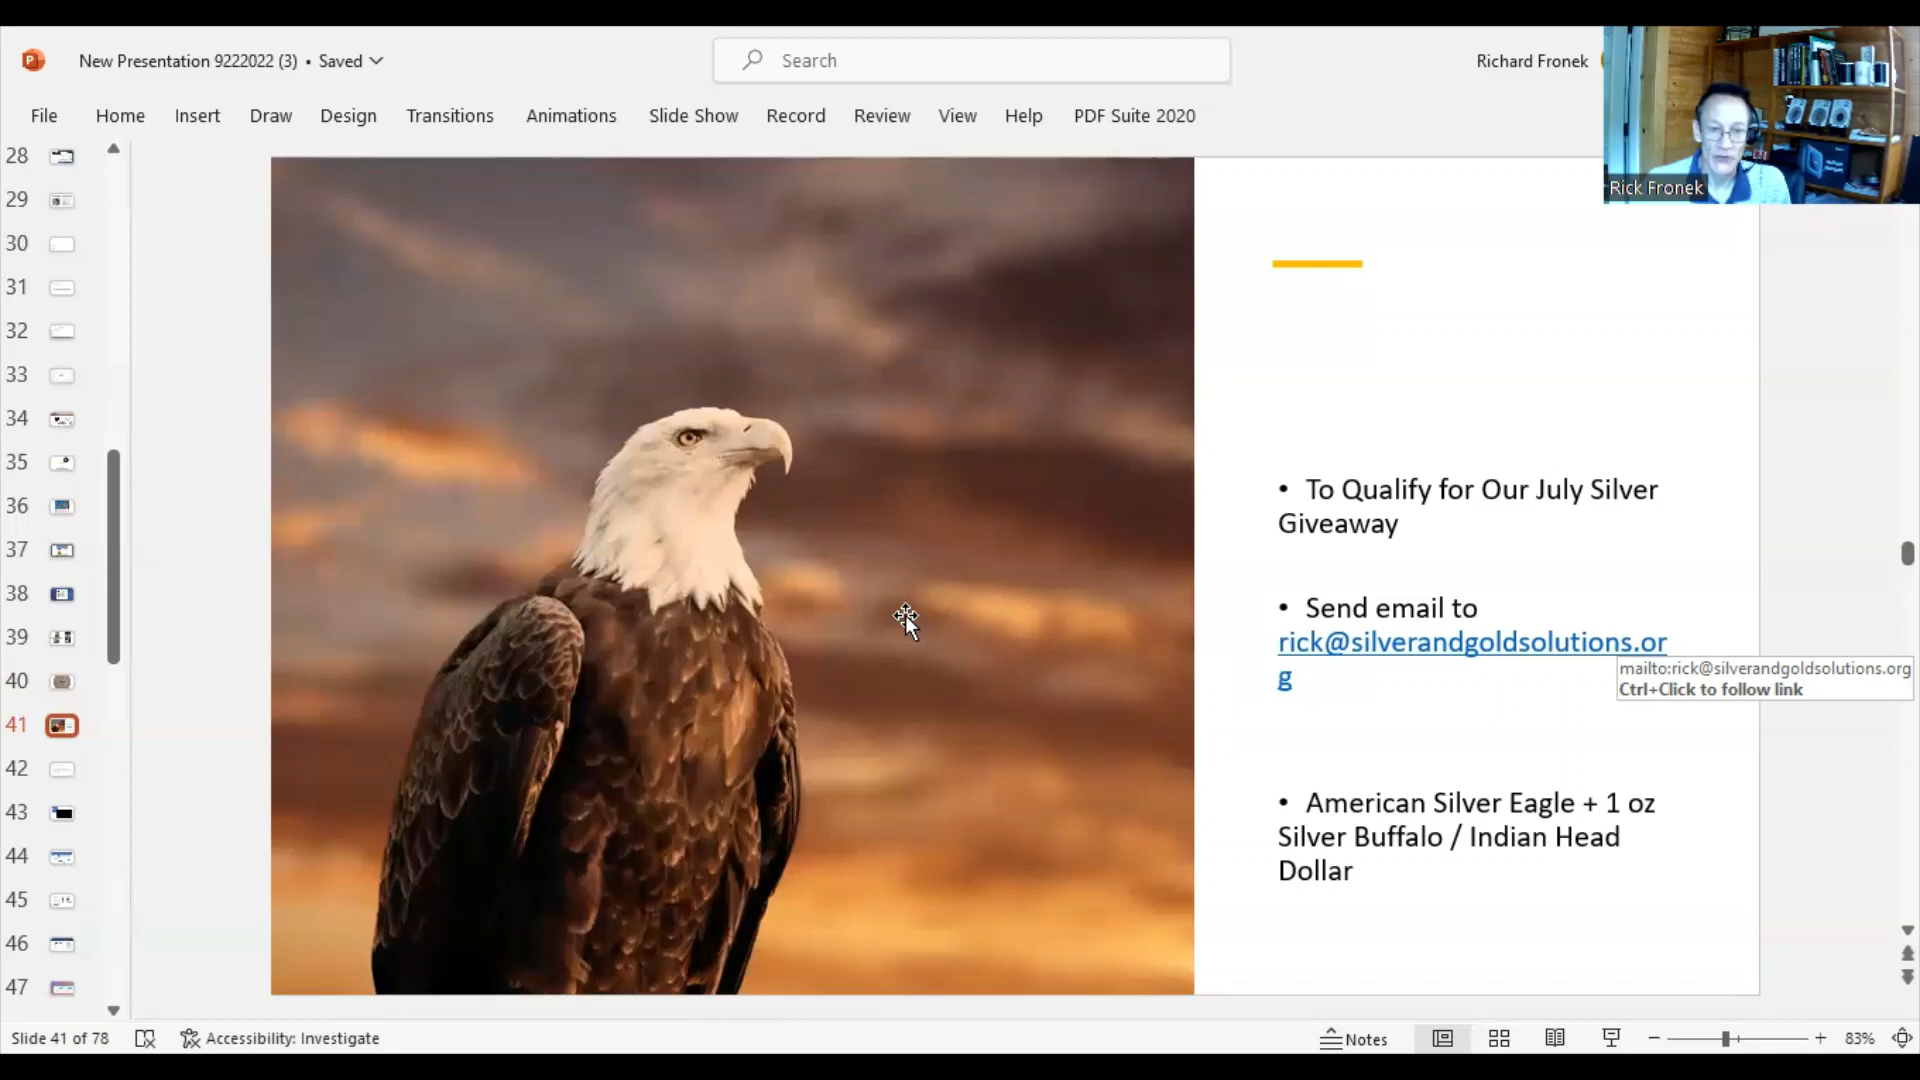 New Presentation 9222022 (3) • Saved
Search
Richard Fronek
File Home Insert Draw Design Transitions Animations Slide Show Record Review View Help PDF Suite 2020
Rick Fronek
28
29
30
31
32
33
34
35
36
37
38
39
40
41
42
43
44
45
46
47
• To Qualify for Our July Silver
Giveaway
• Send email to
rick@silverandgoldsolutions.or
g
mailto:rick@silverandgoldsolutions.org
Ctrl+Click to follow link
• American Silver Eagle + 1 oz
Silver Buffalo / Indian Head
Dollar
Slide 41 of 78 Accessibility: Investigate Notes 83%